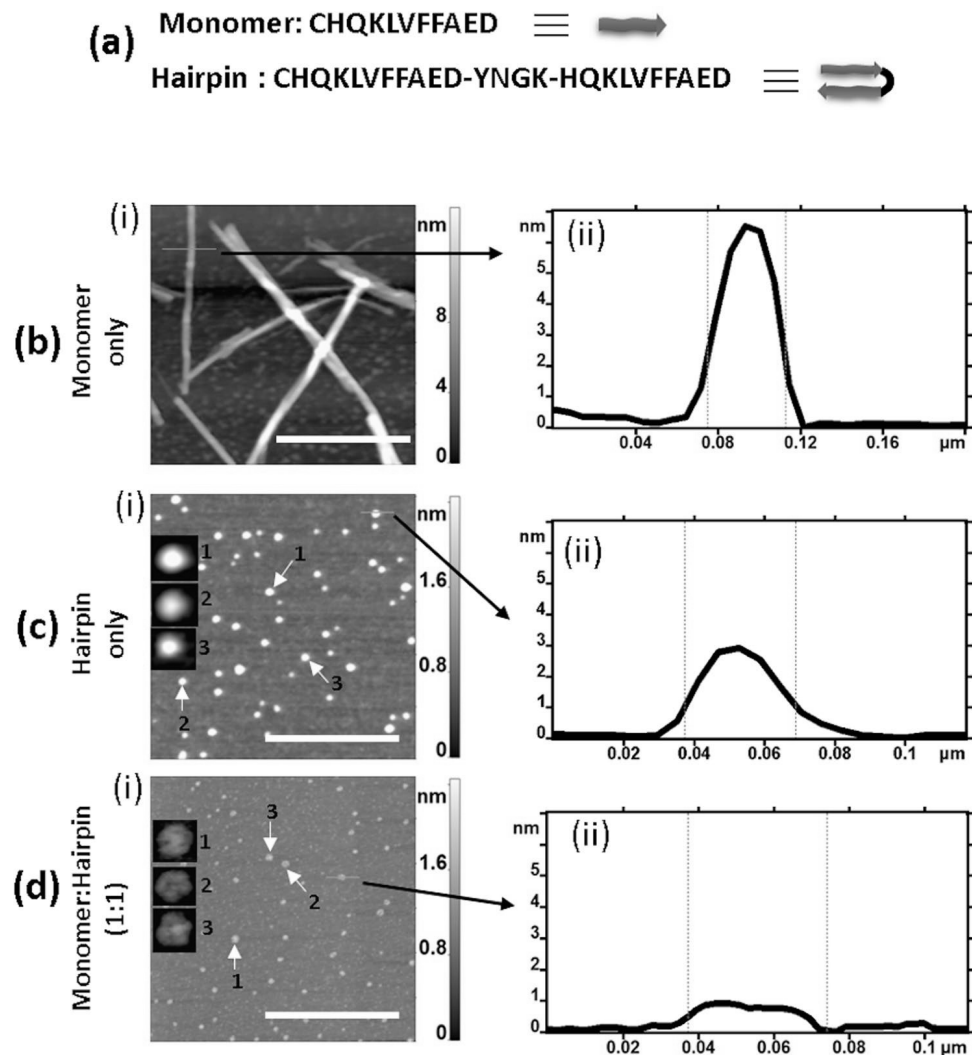 (a) Monomer: CHQKLVFFAED
Hairpin : CHQKLVFFAED-YNGK-HQKLVFFAED
(b) Monomer
only
(i)
nm
8
4
0
(ii)
nm
6
5
4
3
2
1
0
0.04 0.08 0.12 0.16 µm
(c) Hairpin
only
(i)
1
2
3
1
3
2
nm
1.6
0.8
0
(ii)
nm
5
4
3
2
1
0
0.02 0.04 0.06 0.08 0.1 µm
(d) Monomer:Hairpin
(1:1)
(i)
1
2
3
3
2
1
nm
1.6
0.8
0
(ii)
nm
5
4
3
2
1
0
0.02 0.04 0.06 0.08 0.1 µm